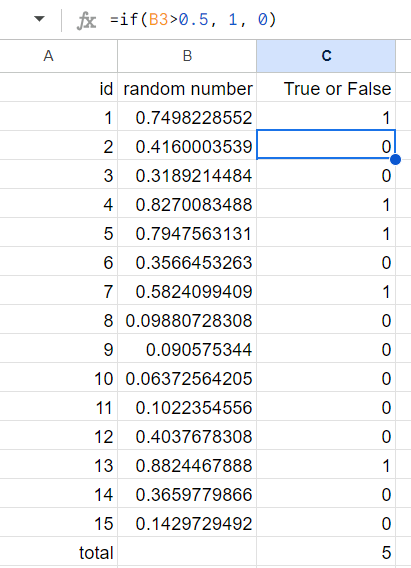 fx =if(B3>0.5, 1, 0)
A B C
id random number True or False
1 0.7498228552 1
2 0.4160003539 0
3 0.3189214484 0
4 0.8270083488 1
5 0.7947563131 1
6 0.3566453263 0
7 0.5824099409 1
8 0.09880728308 0
9 0.090575344 0
10 0.06372564205 0
11 0.1022354556 0
12 0.4037678308 0
13 0.8824467888 1
14 0.3659779866 0
15 0.1429729492 0
total 5